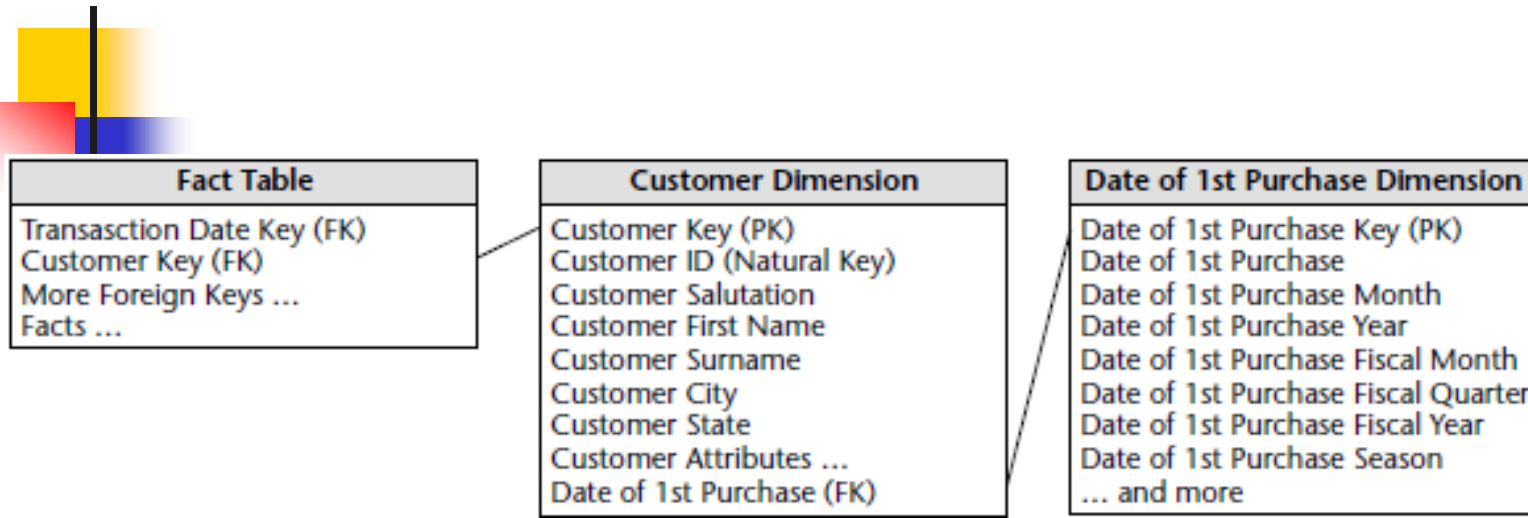 Fact Table
Transasction Date Key (FK)
Customer Key (FK)
More Foreign Keys ...
Facts ...
Customer Dimension
Customer Key (PK)
Customer ID (Natural Key)
Customer Salutation
Customer First Name
Customer Surname
Customer City
Customer State
Customer Attributes ...
Date of 1st Purchase (FK)
Date of 1st Purchase Dimension
Date of 1st Purchase Key (PK)
Date of 1st Purchase
Date of 1st Purchase Month
Date of 1st Purchase Year
Date of 1st Purchase Fiscal Month
Date of 1st Purchase Fiscal Quarter
Date of 1st Purchase Fiscal Year
Date of 1st Purchase Season
... and more